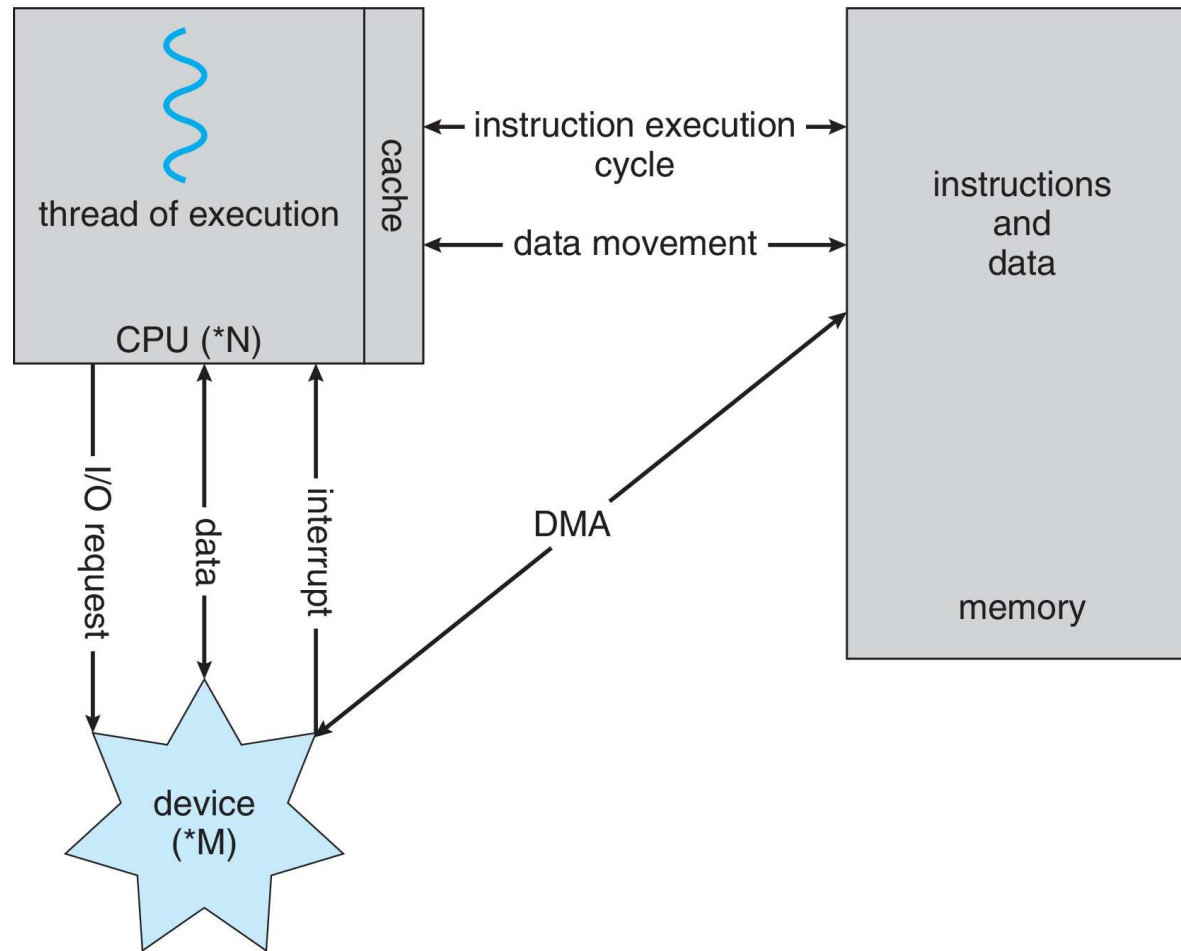 thread of execution
cache
CPU (*N)
instruction execution
cycle
data movement
instructions
and
data
memory
I/O request
data
interrupt
DMA
device
(*M)